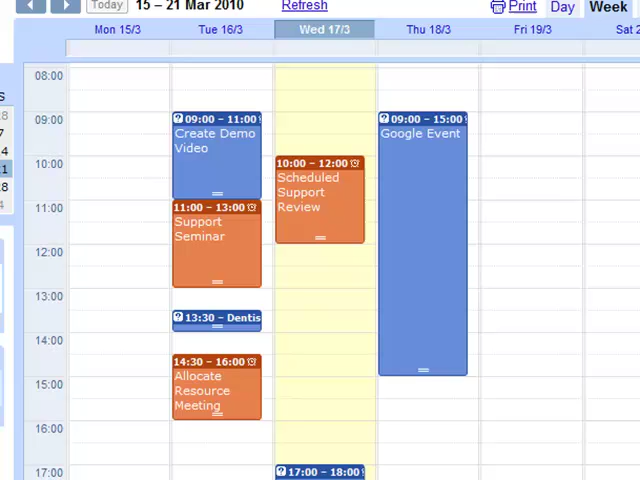 Today 15 – 21 Mar 2010 Refresh Print Day Week
Mon 15/3 Tue 16/3 Wed 17/3 Thu 18/3 Fri 19/3 Sat
08:00
09:00
10:00
11:00
12:00
13:00
14:00
15:00
16:00
17:00
? 09:00 – 11:00
Create Demo
Video
11:00 – 13:00
Support
Seminar
? 13:30 – Dentis
14:30 – 16:00
Allocate
Resource
Meeting
10:00 – 12:00
Scheduled
Support
Review
? 17:00 – 18:00
? 09:00 – 15:00
Google Event